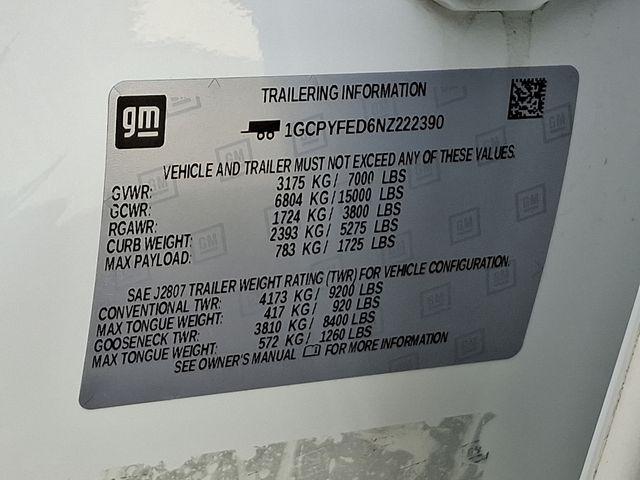 gm
TRAILERING INFORMATION
1GCPYFED6NZ222390
VEHICLE AND TRAILER MUST NOT EXCEED ANY OF THESE VALUES.
GVWR: 3175 KG/ 7000 LBS
GCWR: 6804 KG/ 15000 LBS
RGAWR: 1724 KG/ 3800 LBS
CURB WEIGHT: 2393 KG/ 5275 LBS
MAX PAYLOAD: 783 KG/ 1725 LBS
SAE J2807 TRAILER WEIGHT RATING (TWR) FOR VEHICLE CONFIGURATION.
CONVENTIONAL TWR: 4173 KG/ 9200 LBS
MAX TONGUE WEIGHT: 417 KG/ 920 LBS
GOOSENECK TWR: 3810 KG/ 8400 LBS
MAX TONGUE WEIGHT: 572 KG/ 1260 LBS
SEE OWNER'S MANUAL FOR MORE INFORMATION